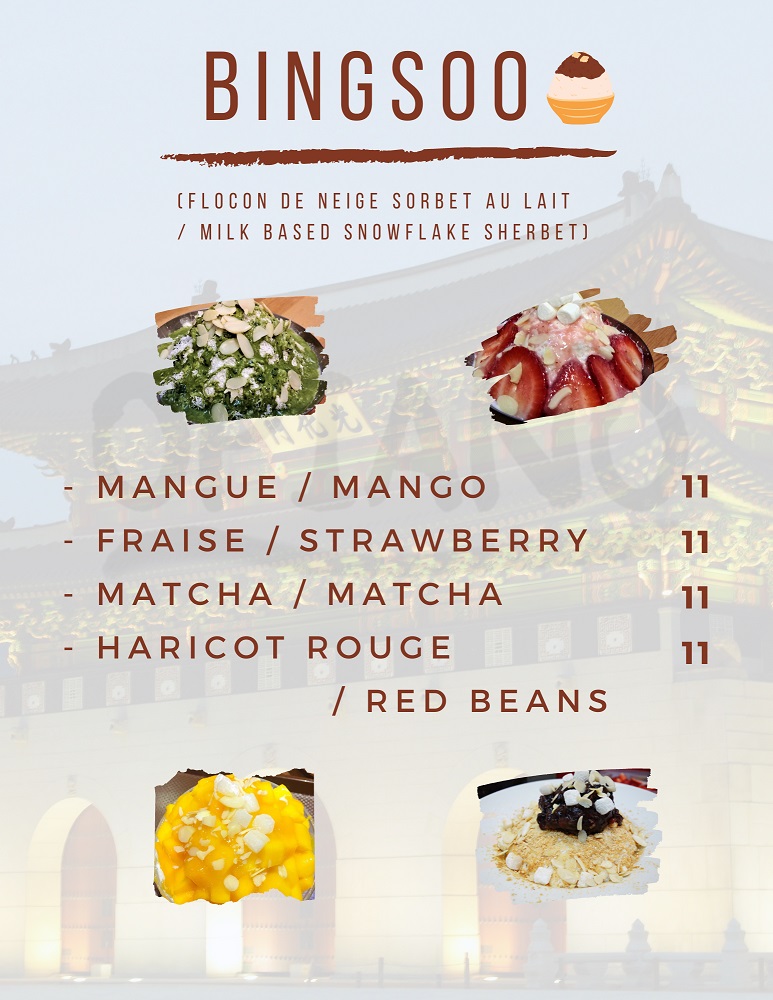 BINGSOO
(FLOCON DE NEIGE SORBET AU LAIT
/ MILK BASED SNOWFLAKE SHERBET)
- MANGUE / MANGO 11
- FRAISE / STRAWBERRY 11
- MATCHA / MATCHA 11
- HARICOT ROUGE 11
/ RED BEANS